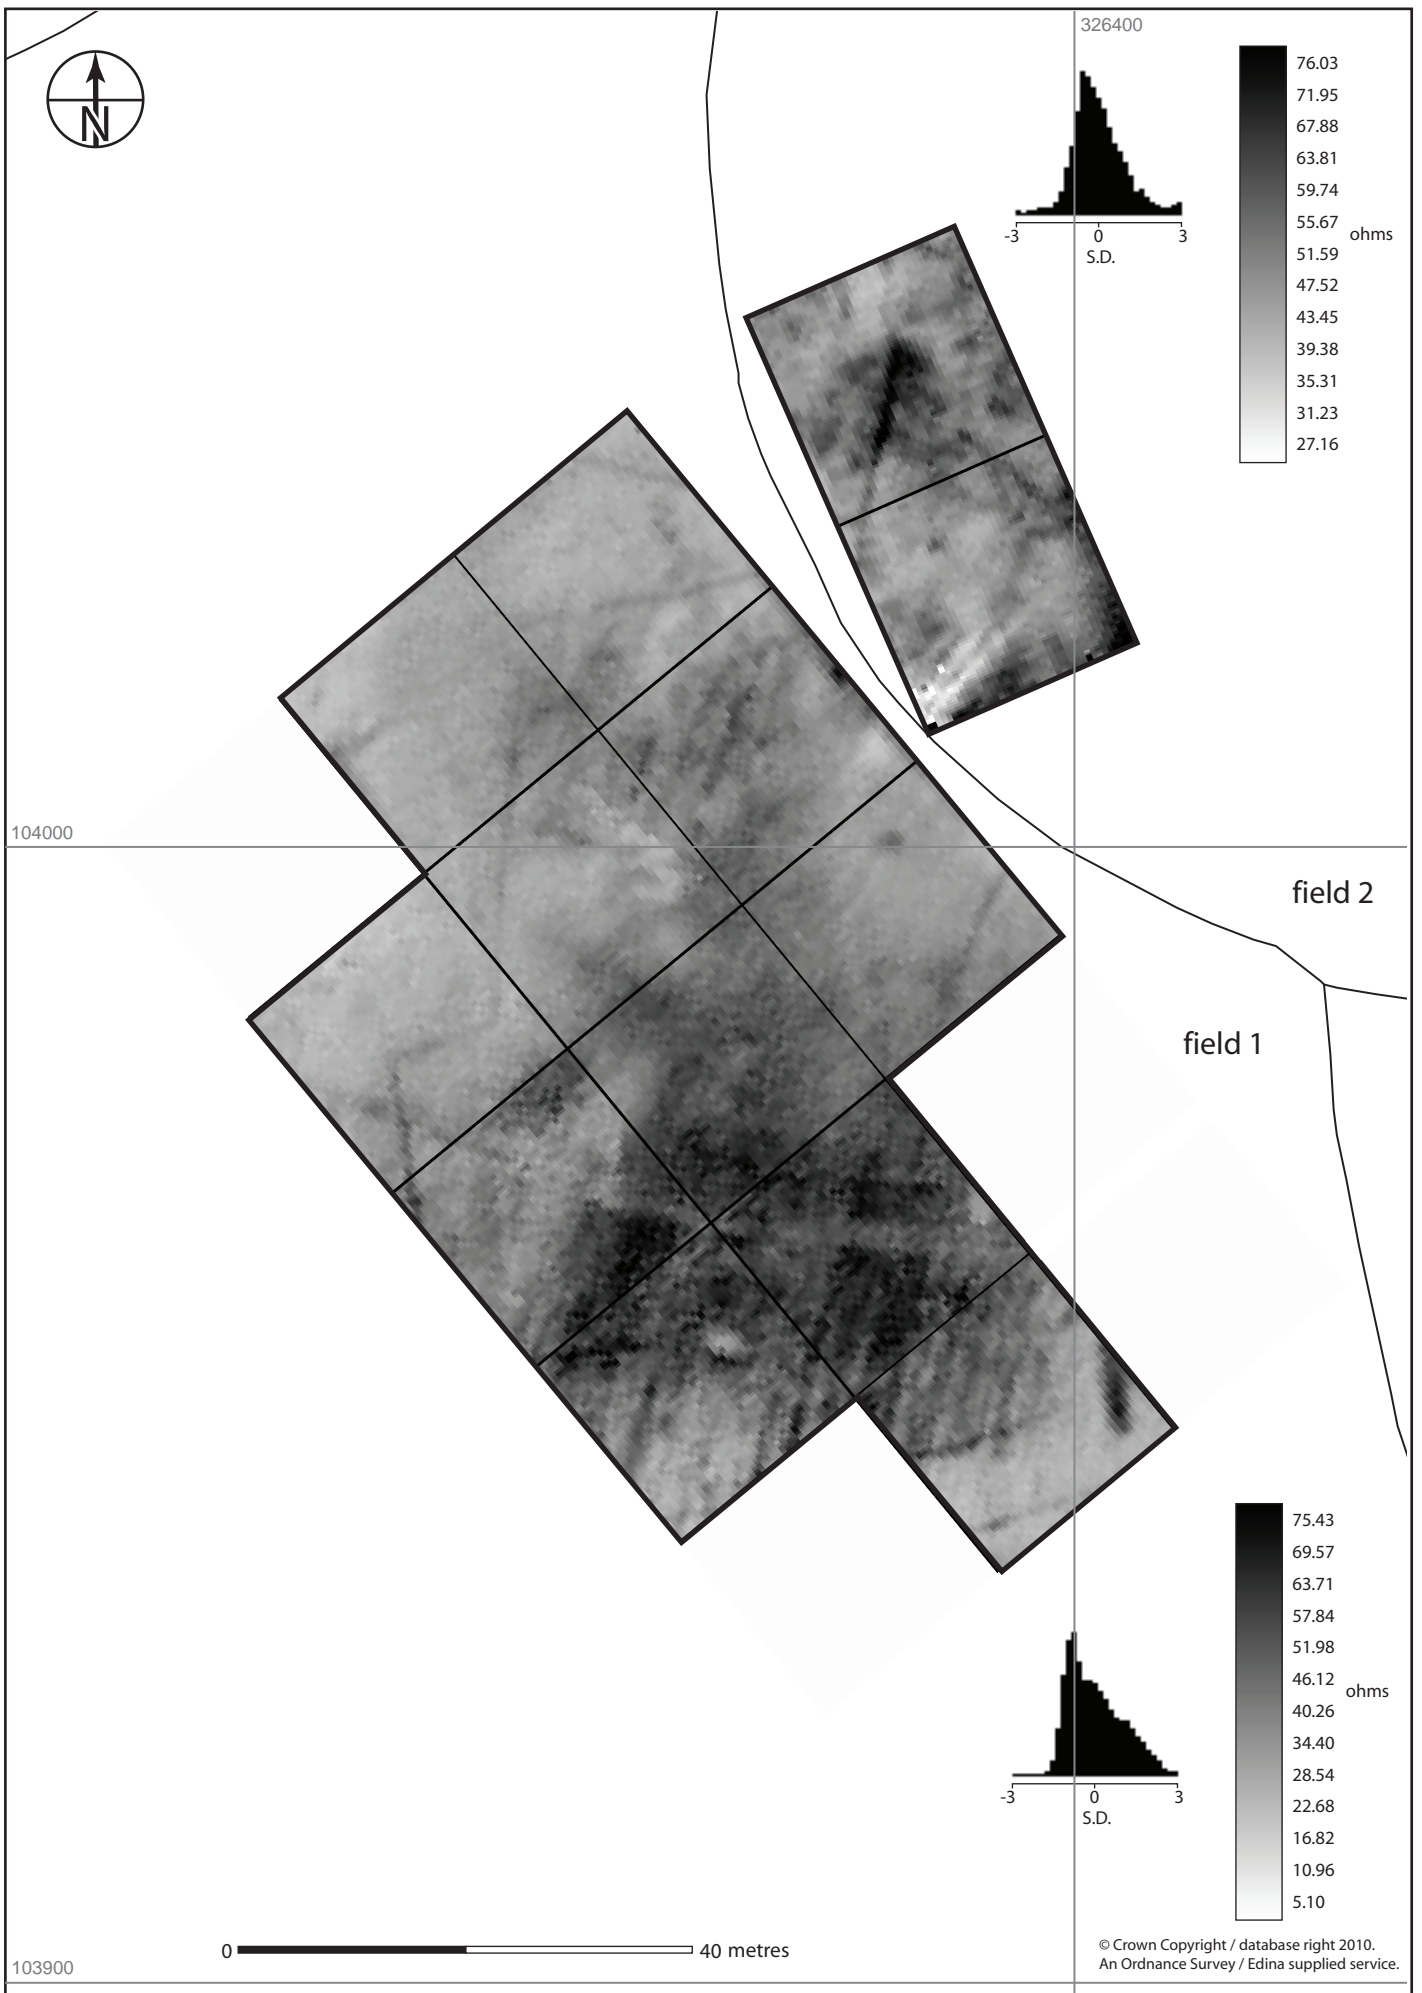 326400
N
76.03
71.95
67.88
63.81
59.74
55.67
51.59
47.52
43.45
39.38
35.31
31.23
27.16
ohms
-3 0 3
S.D.
104000
field 2
field 1
75.43
69.57
63.71
57.84
51.98
46.12
40.26
34.40
28.54
22.68
16.82
10.96
5.10
ohms
-3 0 3
S.D.
0 40 metres
© Crown Copyright / database right 2010.
An Ordnance Survey / Edina supplied service.
103900